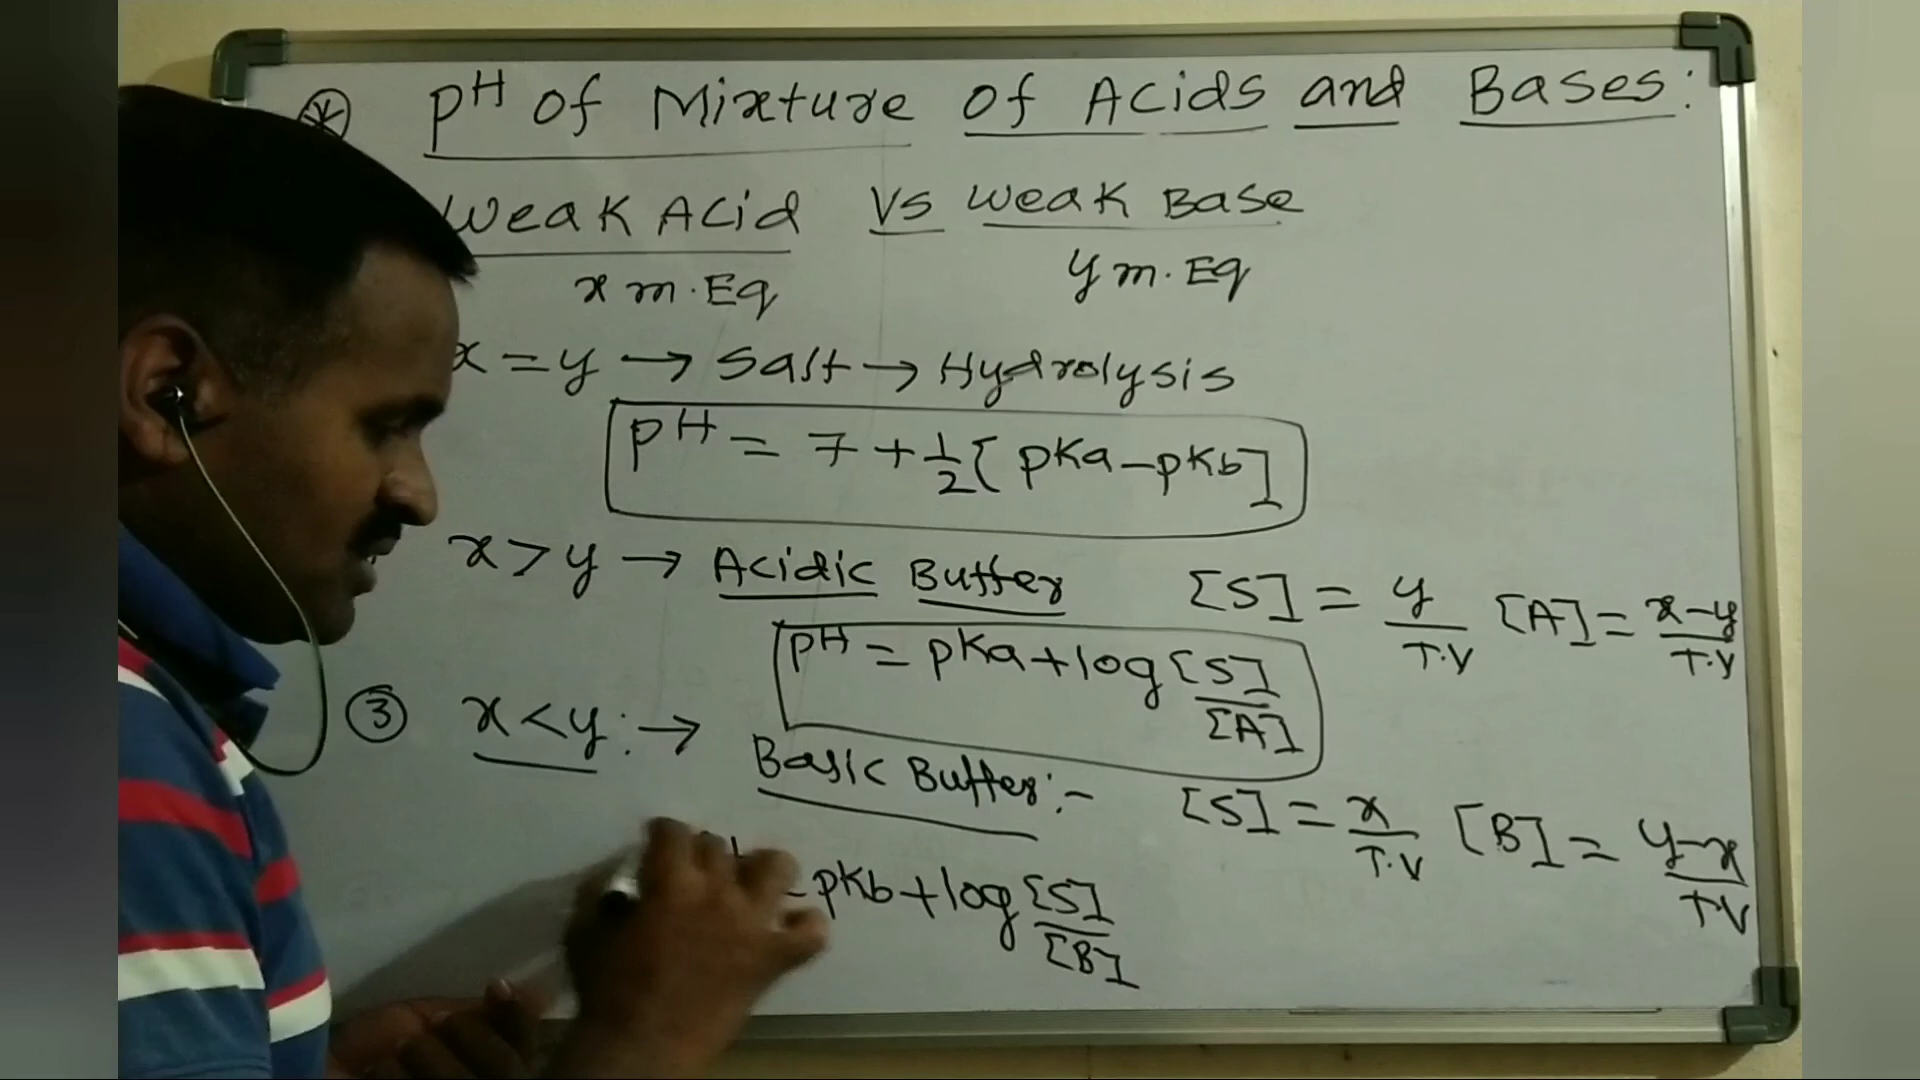 * pH of Mixture of Acids and Bases:
Weak Acid Vs Weak Base
x m.Eq y m.Eq
x = y → Salt → Hydrolysis
pH = 7 + 1/2 [pKa - pKb]
x > y → Acidic Buffer [S] = y/T.V [A] = x-y/T.V
pH = pKa + log [S]/[A]
③ x < y : →
Basic Buffer :- [S] = x/T.V [B] = y-x/T.V
pKb + log [S]/[B]